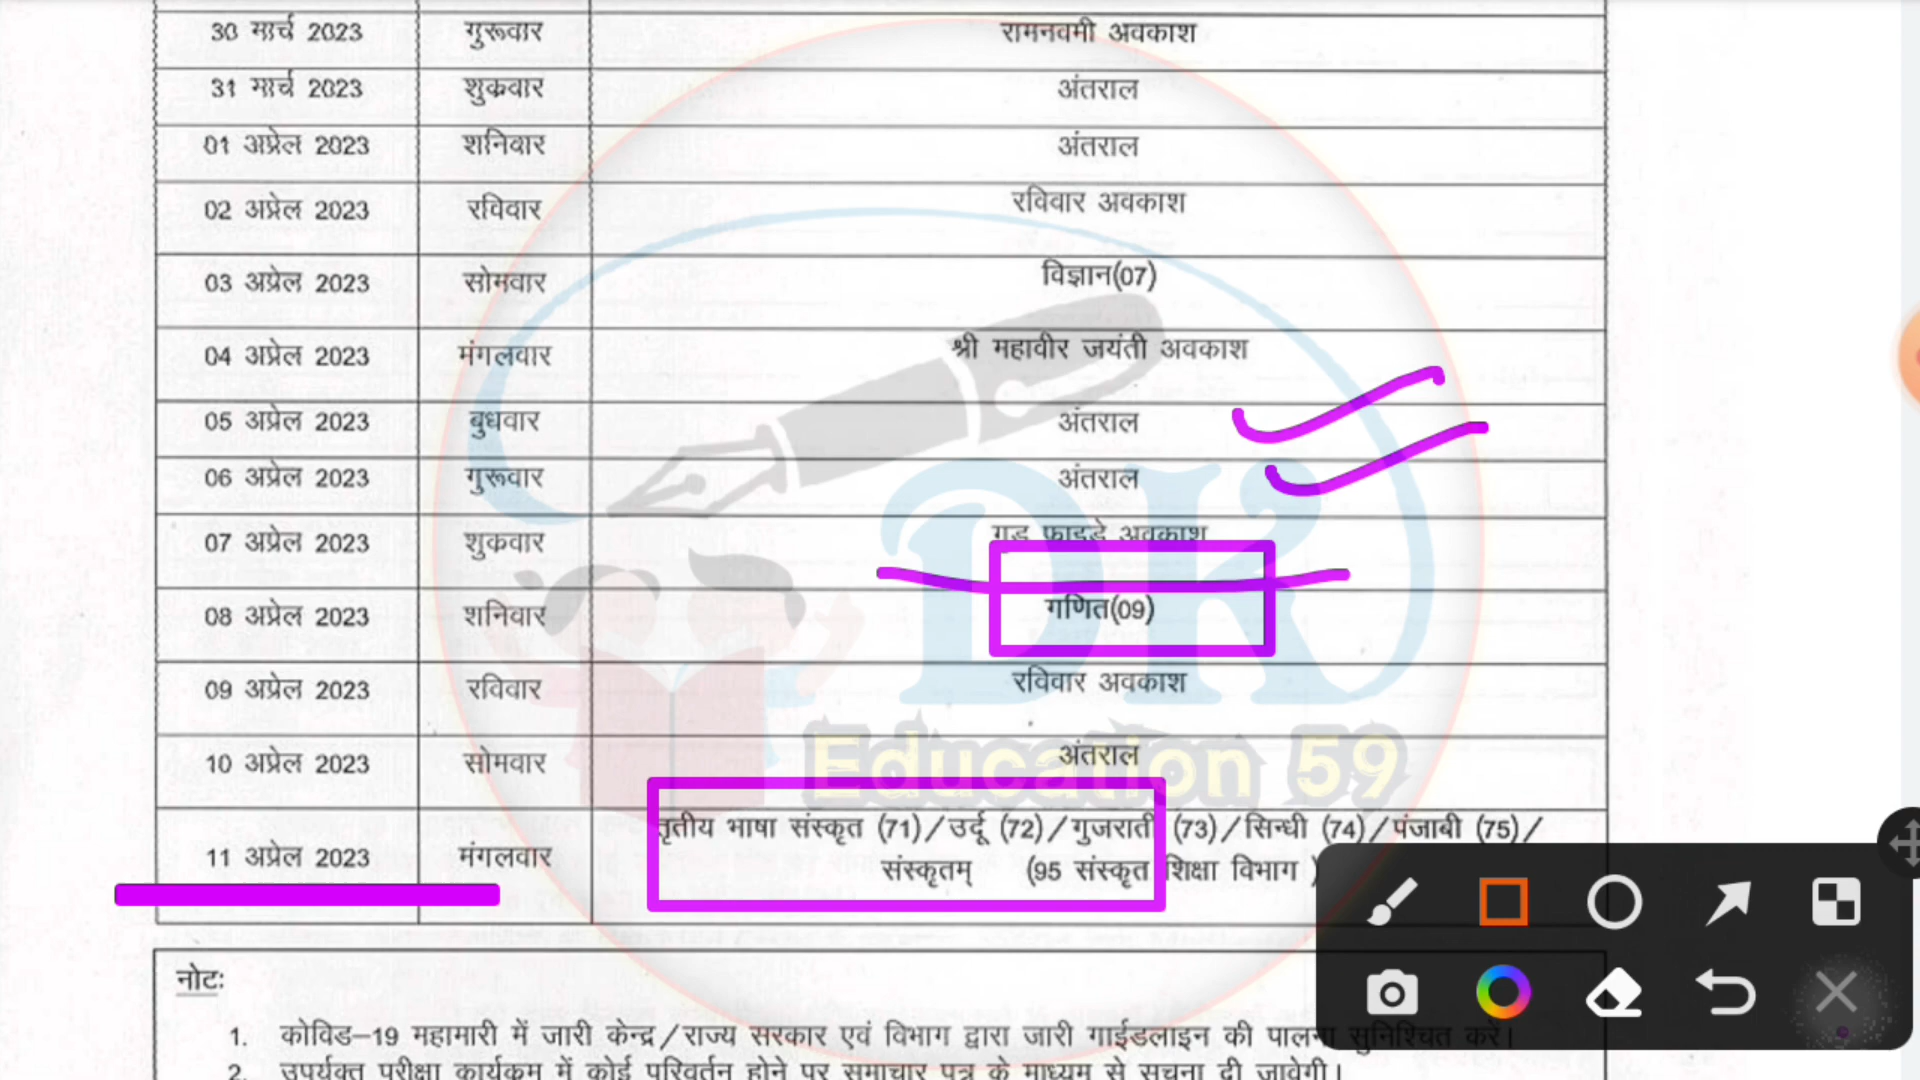 30 मार्च 2023 गुरूवार रामनवमी अवकाश
31 मार्च 2023 शुक्रवार अंतराल
01 अप्रेल 2023 शनिवार अंतराल
02 अप्रेल 2023 रविवार रविवार अवकाश
03 अप्रेल 2023 सोमवार विज्ञान(07)
04 अप्रेल 2023 मंगलवार श्री महावीर जयंती अवकाश
05 अप्रेल 2023 बुधवार अंतराल
06 अप्रेल 2023 गुरूवार अंतराल
07 अप्रेल 2023 शुक्रवार गुड फ्राइडे अवकाश
08 अप्रेल 2023 शनिवार गणित(09)
09 अप्रेल 2023 रविवार रविवार अवकाश
10 अप्रेल 2023 सोमवार अंतराल
DK
Education 59
11 अप्रेल 2023 मंगलवार तृतीय भाषा संस्कृत (71)/उर्दू (72)/गुजराती (73)/सिन्धी (74)/पंजाबी (75)/
संस्कृतम् (95 संस्कृत शिक्षा विभाग )
नोटः
1. कोविड–19 महामारी में जारी केन्द्र/राज्य सरकार एवं विभाग द्वारा जारी गाईडलाइन की पालना सुनिश्चित करें।
2. उपर्युक्त परीक्षा कार्यक्रम में कोई परिवर्तन होने पर समाचार पत्र के माध्यम से सूचना दी जावेगी।